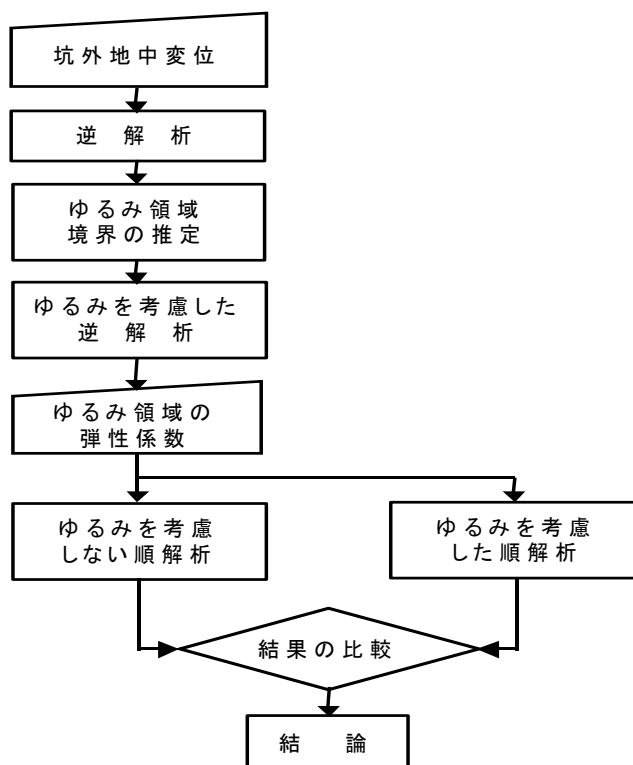 坑外地中変位
逆 解 析
ゆるみ領域
境界の推定
ゆるみを考慮した
逆 解 析
ゆるみ領域の
弾性係数
ゆるみを考慮
しない順解析
ゆるみを考慮
した順解析
結果の比較
結 論